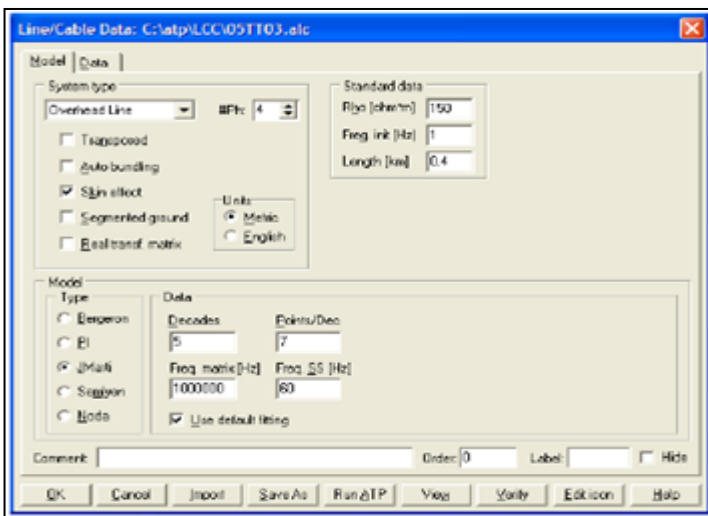 Line/Cable Data: C:\atp\LCC\05TT03.alc
Model Data
System type
Overhead Line #Ph: 4
Transposed
Auto bundling
Skin effect
Segmented ground
Real transf. matrix
Units
Metric
English
Standard data
Rho [ohm*m] 150
Freq. init [Hz] 1
Length [km] 0.4
Model
Type
Bergeron
PI
JMarti
Semlyen
Noda
Data
Decades Points/Dec
5 7
Freq. matrix [Hz] Freq. SS [Hz]
1000000 60
Use default fitting
Comment: Order: 0 Label: Hide
OK Cancel Import Save As Run ATP View Verify Edit icon Help